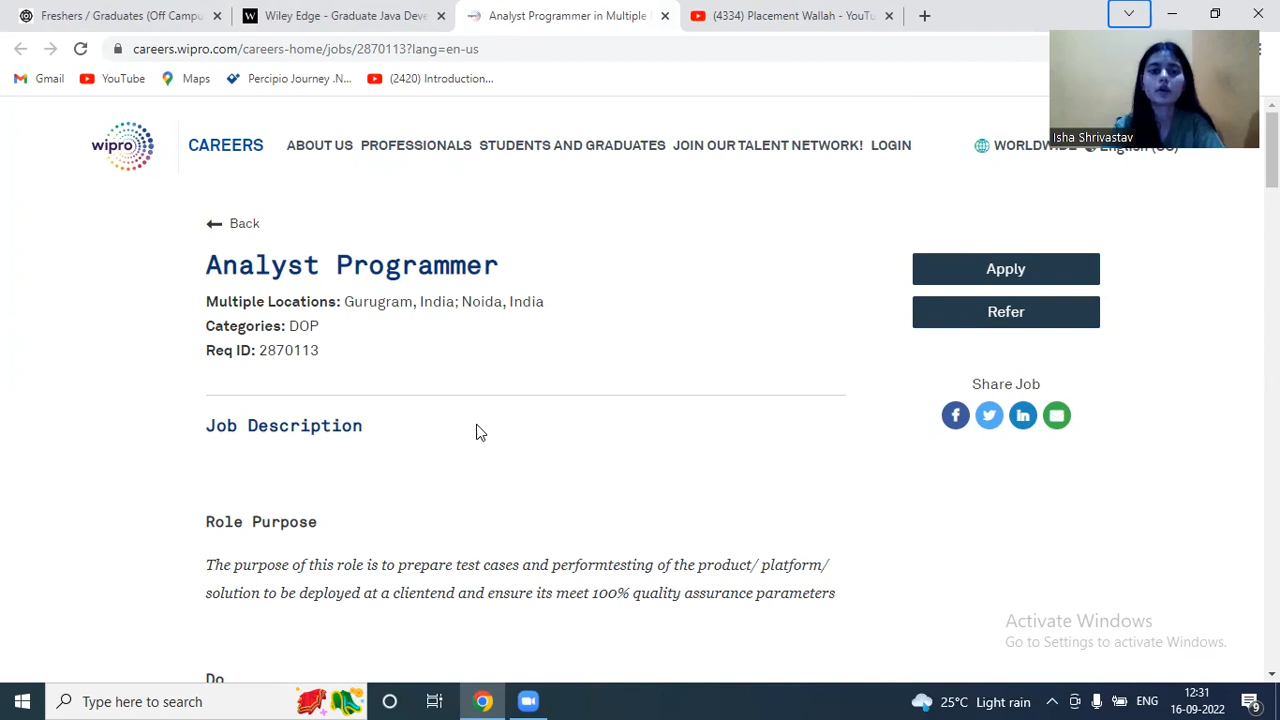 Freshers / Graduates (Off Campu
Wiley Edge - Graduate Java Deve
Analyst Programmer in Multiple
(4334) Placement Wallah - YouTu
careers.wipro.com/careers-home/jobs/2870113?lang=en-us
Gmail
YouTube
Maps
Percipio Journey .N...
(2420) Introduction...
Isha Shrivastav
wipro
CAREERS
ABOUT US
PROFESSIONALS
STUDENTS AND GRADUATES
JOIN OUR TALENT NETWORK!
LOGIN
WORLDWIDE
English (US)
Back
Analyst Programmer
Multiple Locations: Gurugram, India; Noida, India
Categories: DOP
Req ID: 2870113
Apply
Refer
Share Job
Job Description
Role Purpose
The purpose of this role is to prepare test cases and performtesting of the product/ platform/
solution to be deployed at a clientend and ensure its meet 100% quality assurance parameters
Do
Activate Windows
Go to Settings to activate Windows.
Type here to search
25°C Light rain
ENG
12:31
16-09-2022
9